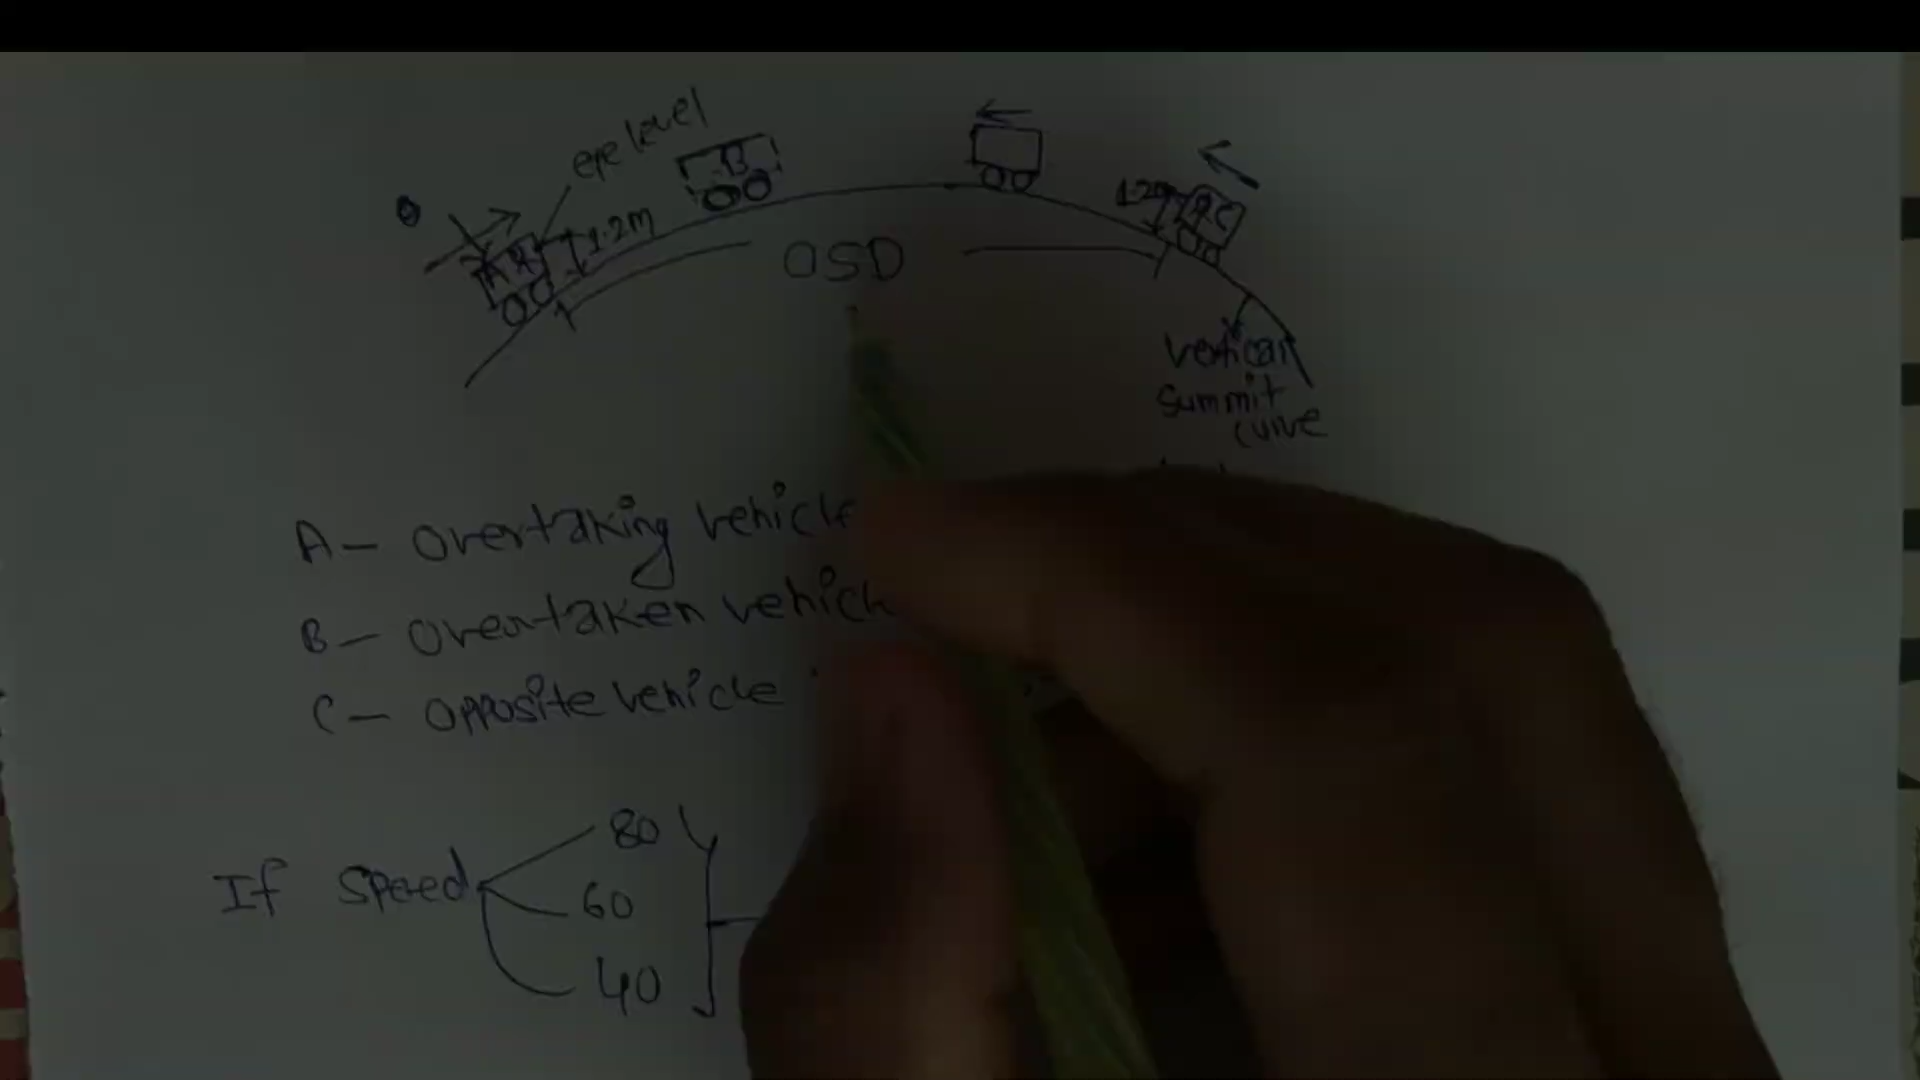 eye level
B
1.2m
A
1.2m
C
OSD
vertical
summit
curve
A - overtaking vehicle
B - overtaken vehicl
C - opposite vehicle
If speed
80
60
40